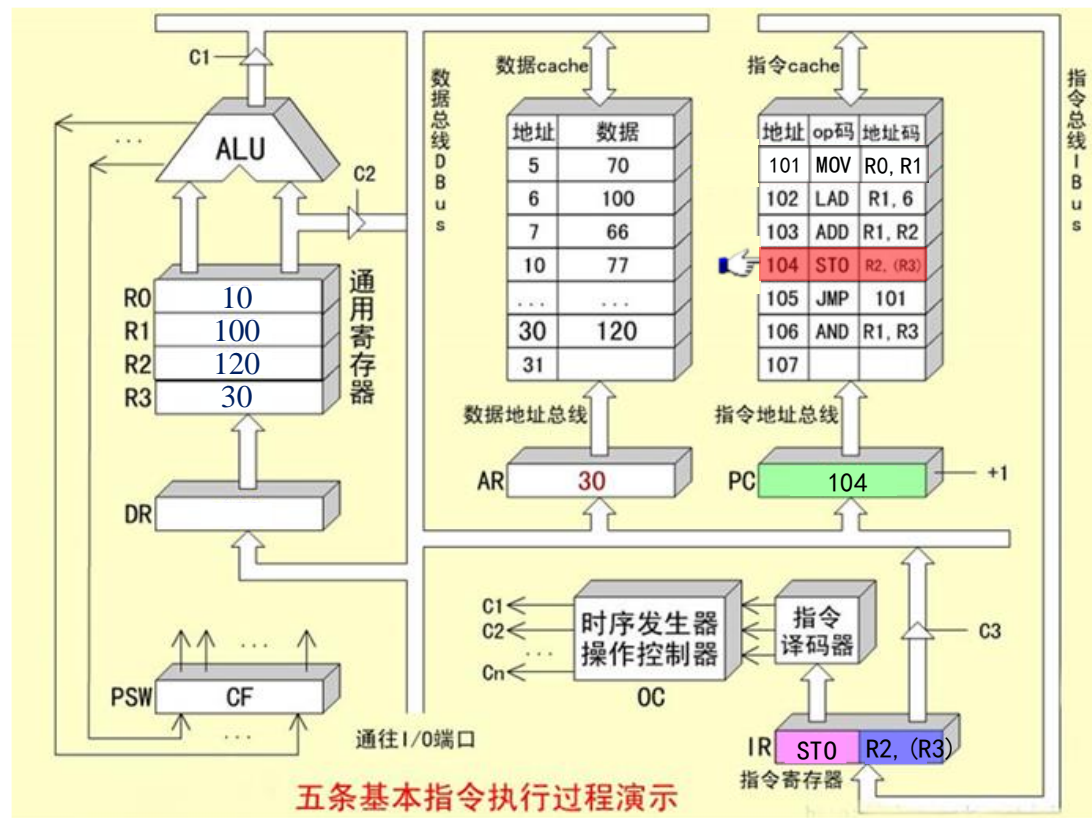 C1
ALU
...
C2
数据总线DBus
数据cache
地址 数据
5 70
6 100
7 66
10 77
... ...
30 120
31
数据地址总线
AR 30
指令cache
地址 op码 地址码
101 MOV R0, R1
102 LAD R1, 6
103 ADD R1, R2
104 STO R2, (R3)
105 JMP 101
106 AND R1, R3
107
指令地址总线
PC 104 +1
指令总线IBus
R0 10
R1 100
R2 120
R3 30
通用寄存器
DR
PSW CF
...
...
通往I/O端口
C1
C2
...
Cn
时序发生器
操作控制器
OC
指令
译码器
C3
IR STO R2, (R3)
指令寄存器
五条基本指令执行过程演示